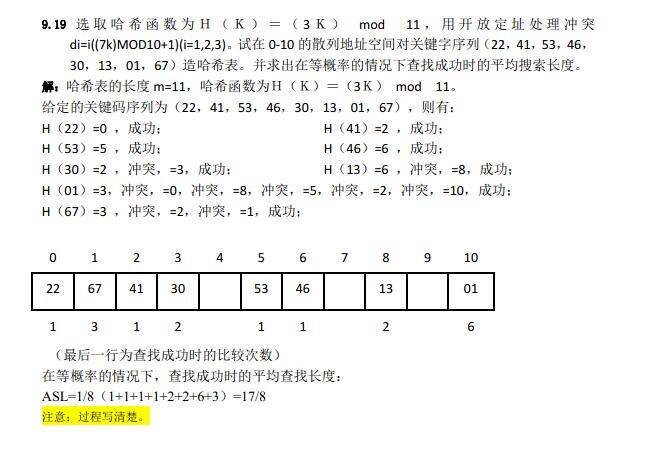 9.19 选取哈希函数为H（K）＝（3K） mod 11，用开放定址处理冲突
di=i((7k)MOD10+1)(i=1,2,3)。试在 0-10 的散列地址空间对关键字序列（22，41，53，46，
30，13，01，67）造哈希表。并求出在等概率的情况下查找成功时的平均搜索长度。
解：哈希表的长度 m=11，哈希函数为H（K）＝（3K） mod 11。
给定的关键码序列为（22，41，53，46，30，13，01，67），则有：
H（22）=0 ，成功； H（41）=2 ，成功；
H（53）=5 ，成功； H（46）=6 ，成功；
H（30）=2 ，冲突，=3，成功； H（13）=6 ，冲突，=8，成功；
H（01）=3，冲突，=0，冲突，=8，冲突，=5，冲突，=2，冲突，=10，成功；
H（67）=3 ，冲突，=2，冲突，=1，成功；
0 1 2 3 4 5 6 7 8 9 10
22 67 41 30 53 46 13 01
1 3 1 2 1 1 2 6
（最后一行为查找成功时的比较次数）
在等概率的情况下，查找成功时的平均查找长度：
ASL=1/8（1+1+1+1+2+2+6+3）=17/8
注意：过程写清楚。